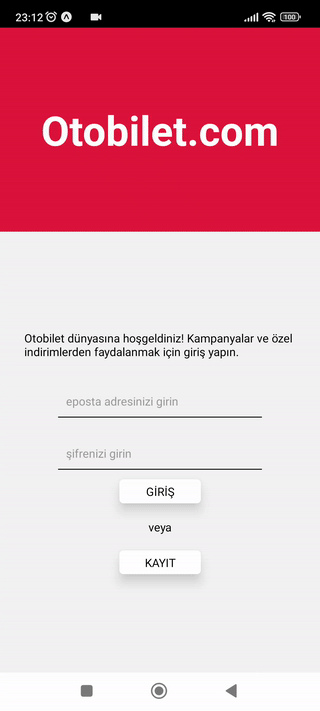 23:12
100
Otobilet.com
Otobilet dünyasına hoşgeldiniz! Kampanyalar ve özel
indirimlerden faydalanmak için giriş yapın.
eposta adresinizi girin
şifrenizi girin
GİRİŞ
veya
KAYIT